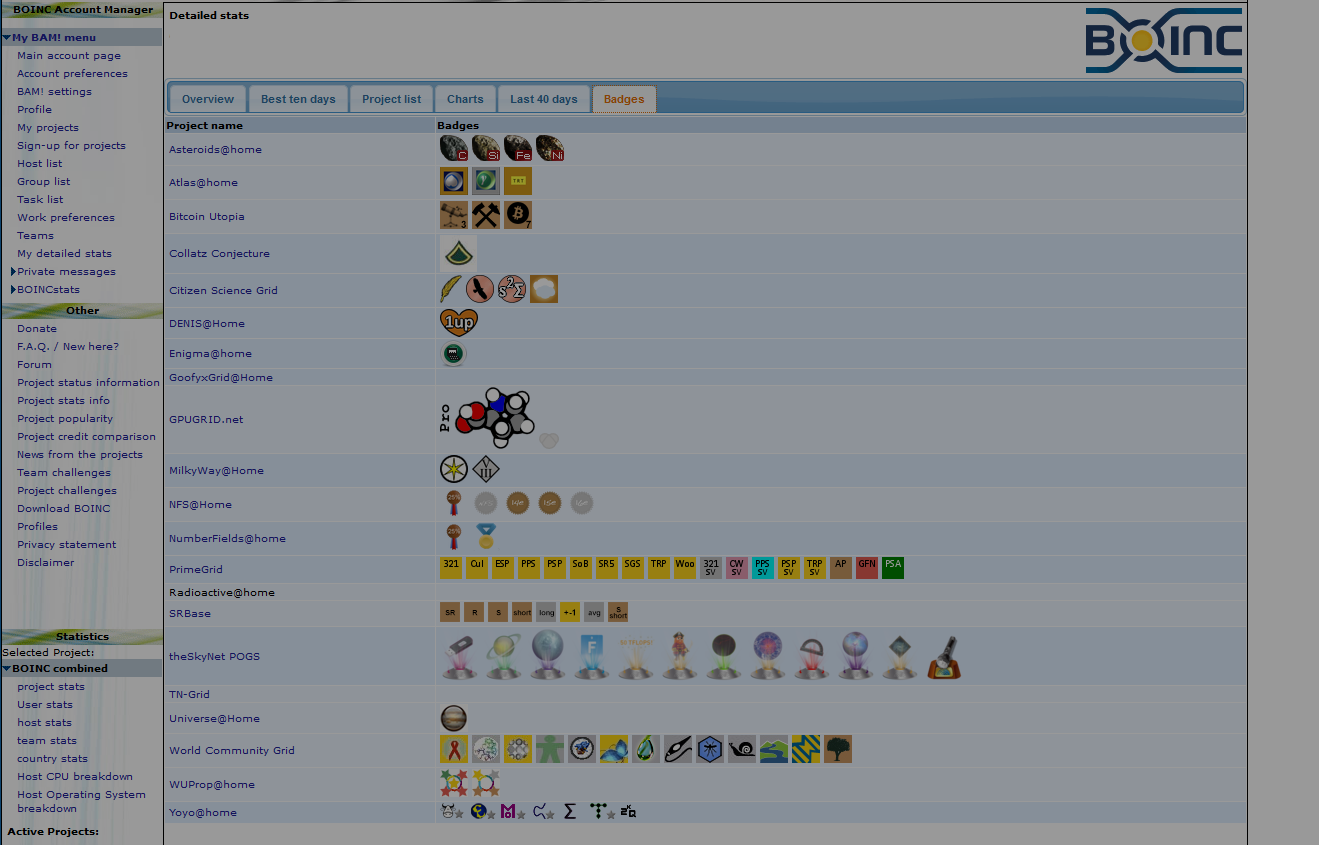 BOINC Account Manager
My BAM! menu
Main account page
Account preferences
BAM! settings
Profile
My projects
Sign-up for projects
Host list
Group list
Task list
Work preferences
Teams
My detailed stats
Private messages
BOINCstats
Other
Donate
F.A.Q. / New here?
Forum
Project status information
Project stats info
Project popularity
Project credit comparison
News from the projects
Team challenges
Project challenges
Download BOINC
Profiles
Privacy statement
Disclaimer
Statistics
Selected Project:
BOINC combined
project stats
User stats
host stats
team stats
country stats
Host CPU breakdown
Host Operating System
breakdown
Active Projects:
Detailed stats
BOINC
Overview Best ten days Project list Charts Last 40 days Badges
Project name Badges
Asteroids@home C Si Fe Ni
Atlas@home
Bitcoin Utopia 3 7
Collatz Conjecture
Citizen Science Grid S²Σ
DENIS@Home 1up
Enigma@home
GoofyxGrid@Home
GPUGRID.net Pro
MilkyWay@Home V III
NFS@Home 25% 14e 15e 16e
NumberFields@home 25%
PrimeGrid 321 Cul ESP PPS PSP SoB SR5 SGS TRP Woo 321 SV CW SV PPS SV PSP SV TRP SV AP GFN PSA
Radioactive@home
SRBase SR R S short long +-1 avg S short
theSkyNet POGS F
TN-Grid
Universe@Home
World Community Grid
WUProp@home
Yoyo@home M Σ T